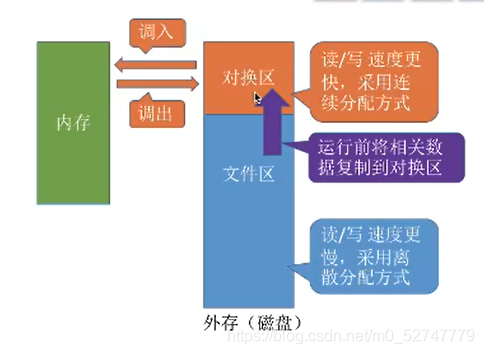 调入
调出
内存
对换区
文件区
读/写 速度更
快，采用连
续分配方式
运行前将相关数
据复制到对换区
读/写 速度更
慢，采用离
散分配方式
外存（磁盘）
https://blog.csdn.net/m0_52747779